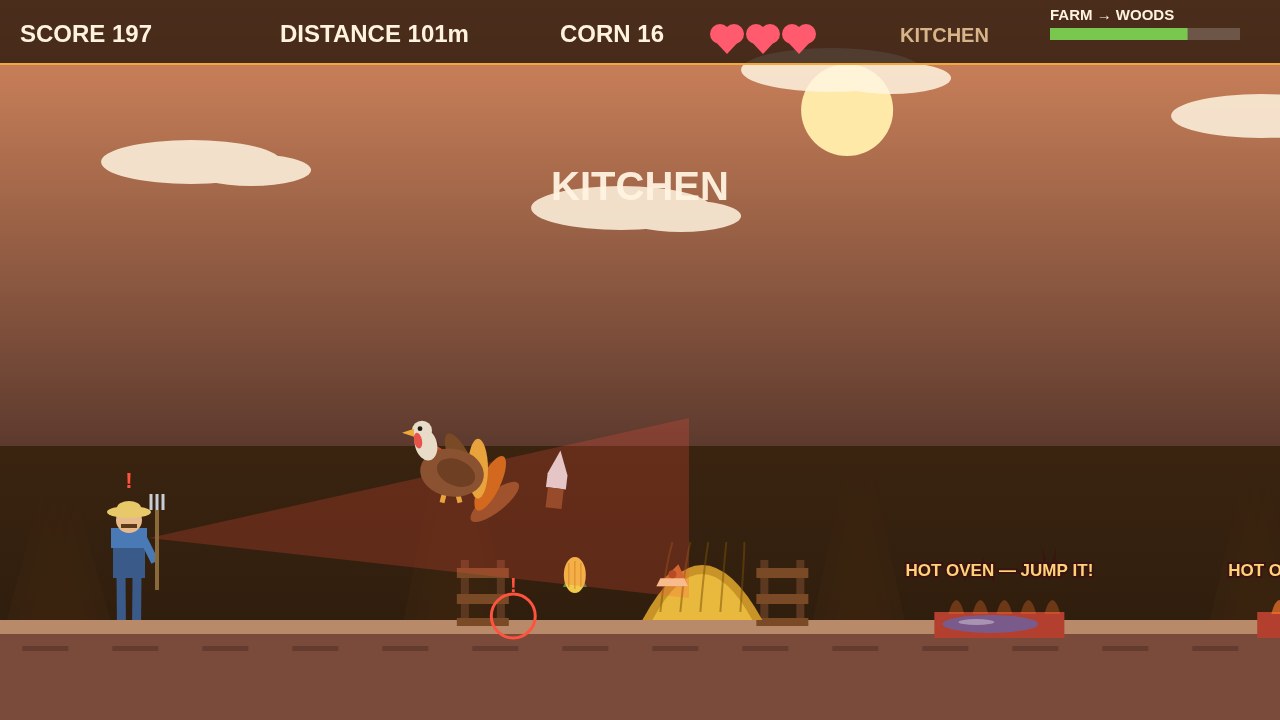 SCORE 197
DISTANCE 101m
CORN 16
KITCHEN
FARM → WOODS
KITCHEN
!
!
HOT OVEN — JUMP IT!
HOT O